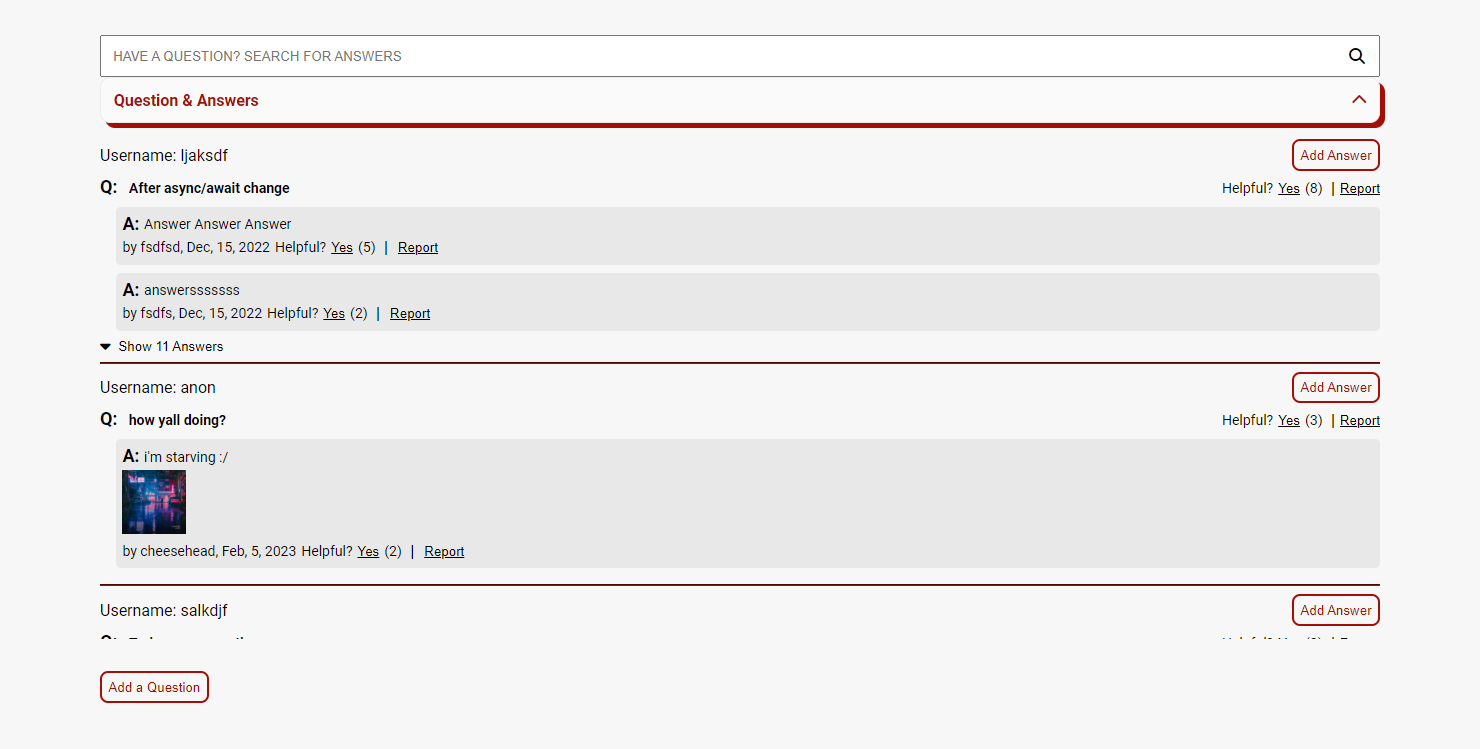 HAVE A QUESTION? SEARCH FOR ANSWERS
Question & Answers
Username: ljaksdf Add Answer
Q: After async/await change Helpful? Yes (8) | Report
A: Answer Answer Answer
by fsdfsd, Dec, 15, 2022 Helpful? Yes (5) | Report
A: answersssssss
by fsdfs, Dec, 15, 2022 Helpful? Yes (2) | Report
Show 11 Answers
Username: anon Add Answer
Q: how yall doing? Helpful? Yes (3) | Report
A: i'm starving :/
by cheesehead, Feb, 5, 2023 Helpful? Yes (2) | Report
Username: salkdjf Add Answer
Add a Question